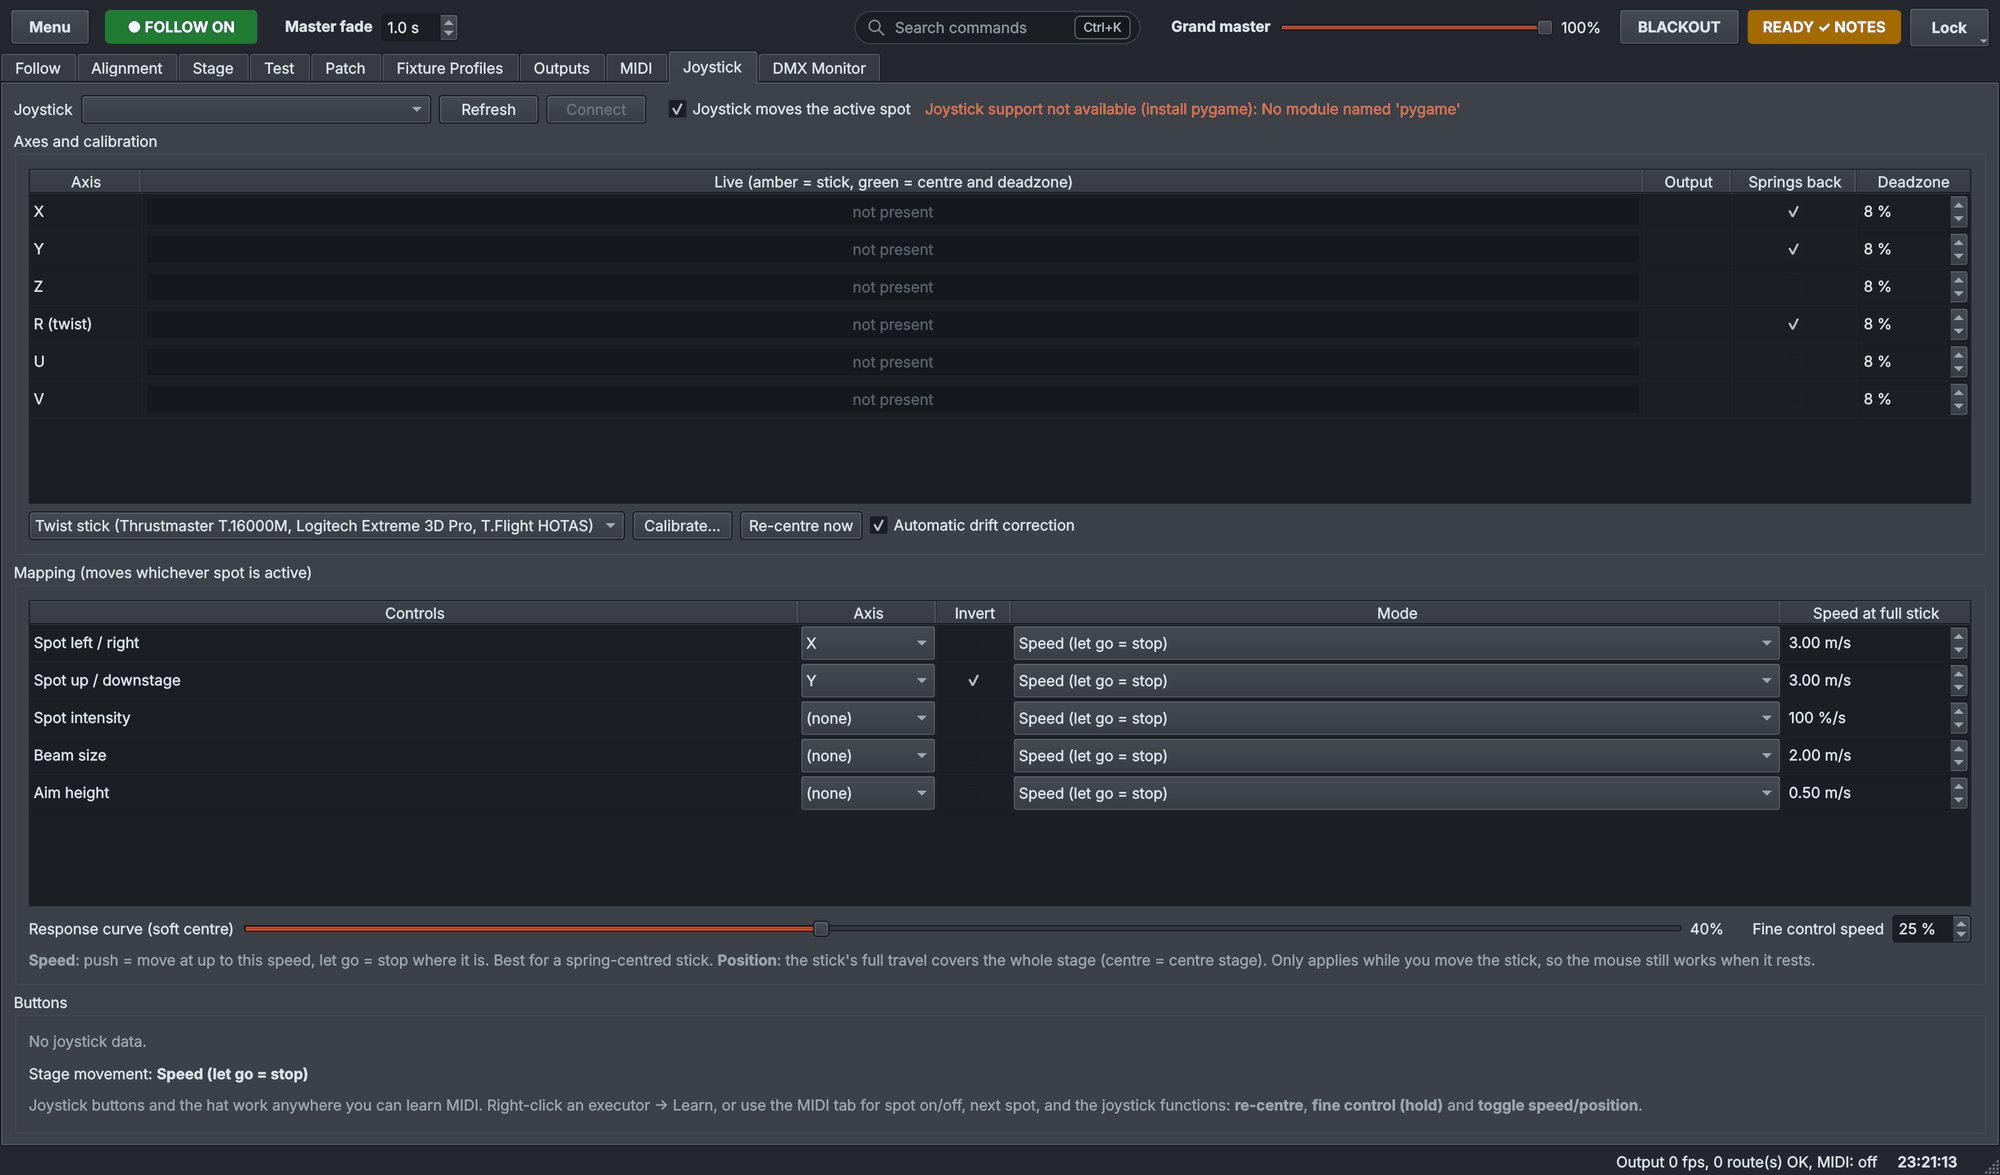 Menu
FOLLOW ON
Master fade 1.0 s
Search commands Ctrl+K
Grand master 100%
BLACKOUT
READY ✓ NOTES
Lock
Follow Alignment Stage Test Patch Fixture Profiles Outputs MIDI Joystick DMX Monitor
Joystick Refresh Connect ✓ Joystick moves the active spot Joystick support not available (install pygame): No module named 'pygame'
Axes and calibration
Axis Live (amber = stick, green = centre and deadzone) Output Springs back Deadzone
X not present ✓ 8 %
Y not present ✓ 8 %
Z not present 8 %
R (twist) not present ✓ 8 %
U not present 8 %
V not present 8 %
Twist stick (Thrustmaster T.16000M, Logitech Extreme 3D Pro, T.Flight HOTAS) Calibrate... Re-centre now ✓ Automatic drift correction
Mapping (moves whichever spot is active)
Controls Axis Invert Mode Speed at full stick
Spot left / right X Speed (let go = stop) 3.00 m/s
Spot up / downstage Y ✓ Speed (let go = stop) 3.00 m/s
Spot intensity (none) Speed (let go = stop) 100 %/s
Beam size (none) Speed (let go = stop) 2.00 m/s
Aim height (none) Speed (let go = stop) 0.50 m/s
Response curve (soft centre) 40% Fine control speed 25 %
Speed: push = move at up to this speed, let go = stop where it is. Best for a spring-centred stick. Position: the stick's full travel covers the whole stage (centre = centre stage). Only applies while you move the stick, so the mouse still works when it rests.
Buttons
No joystick data.
Stage movement: Speed (let go = stop)
Joystick buttons and the hat work anywhere you can learn MIDI. Right-click an executor → Learn, or use the MIDI tab for spot on/off, next spot, and the joystick functions: re-centre, fine control (hold) and toggle speed/position.
Output 0 fps, 0 route(s) OK, MIDI: off 23:21:13